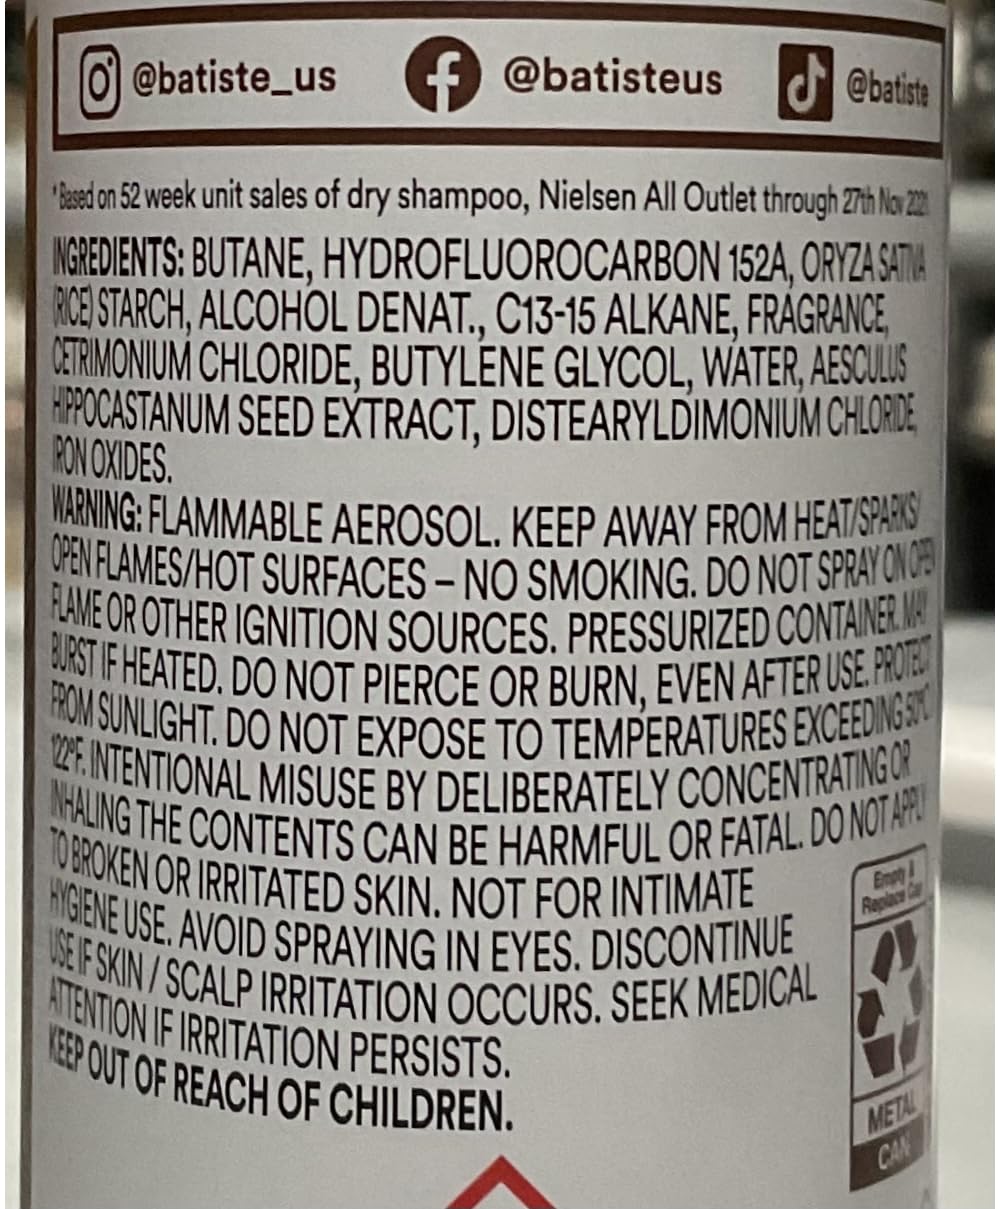 @batiste_us @batisteus @batiste
*Based on 52 week unit sales of dry shampoo, Nielsen All Outlet through 27th Nov 2021
INGREDIENTS: BUTANE, HYDROFLUOROCARBON 152A, ORYZA SATIVA
(RICE) STARCH, ALCOHOL DENAT., C13-15 ALKANE, FRAGRANCE,
CETRIMONIUM CHLORIDE, BUTYLENE GLYCOL, WATER, AESCULUS
HIPPOCASTANUM SEED EXTRACT, DISTEARYLDIMONIUM CHLORIDE,
IRON OXIDES.
WARNING: FLAMMABLE AEROSOL. KEEP AWAY FROM HEAT/SPARKS/
OPEN FLAMES/HOT SURFACES – NO SMOKING. DO NOT SPRAY ON OPEN
FLAME OR OTHER IGNITION SOURCES. PRESSURIZED CONTAINER. MAY
BURST IF HEATED. DO NOT PIERCE OR BURN, EVEN AFTER USE. PROTECT
FROM SUNLIGHT. DO NOT EXPOSE TO TEMPERATURES EXCEEDING 50°C/
122°F. INTENTIONAL MISUSE BY DELIBERATELY CONCENTRATING OR
INHALING THE CONTENTS CAN BE HARMFUL OR FATAL. DO NOT APPLY
TO BROKEN OR IRRITATED SKIN. NOT FOR INTIMATE
HYGIENE USE. AVOID SPRAYING IN EYES. DISCONTINUE
USE IF SKIN / SCALP IRRITATION OCCURS. SEEK MEDICAL
ATTENTION IF IRRITATION PERSISTS.
KEEP OUT OF REACH OF CHILDREN.
Empty &
Replace Cap
METAL
CAN